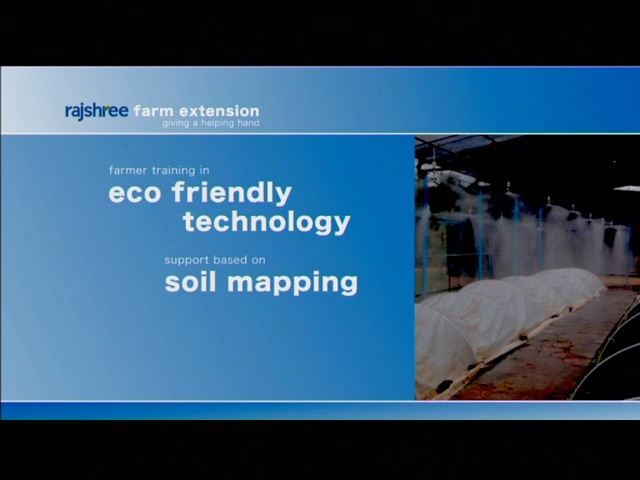 rajshree farm extension
giving a helping hand
farmer training in
eco friendly
technology
support based on
soil mapping